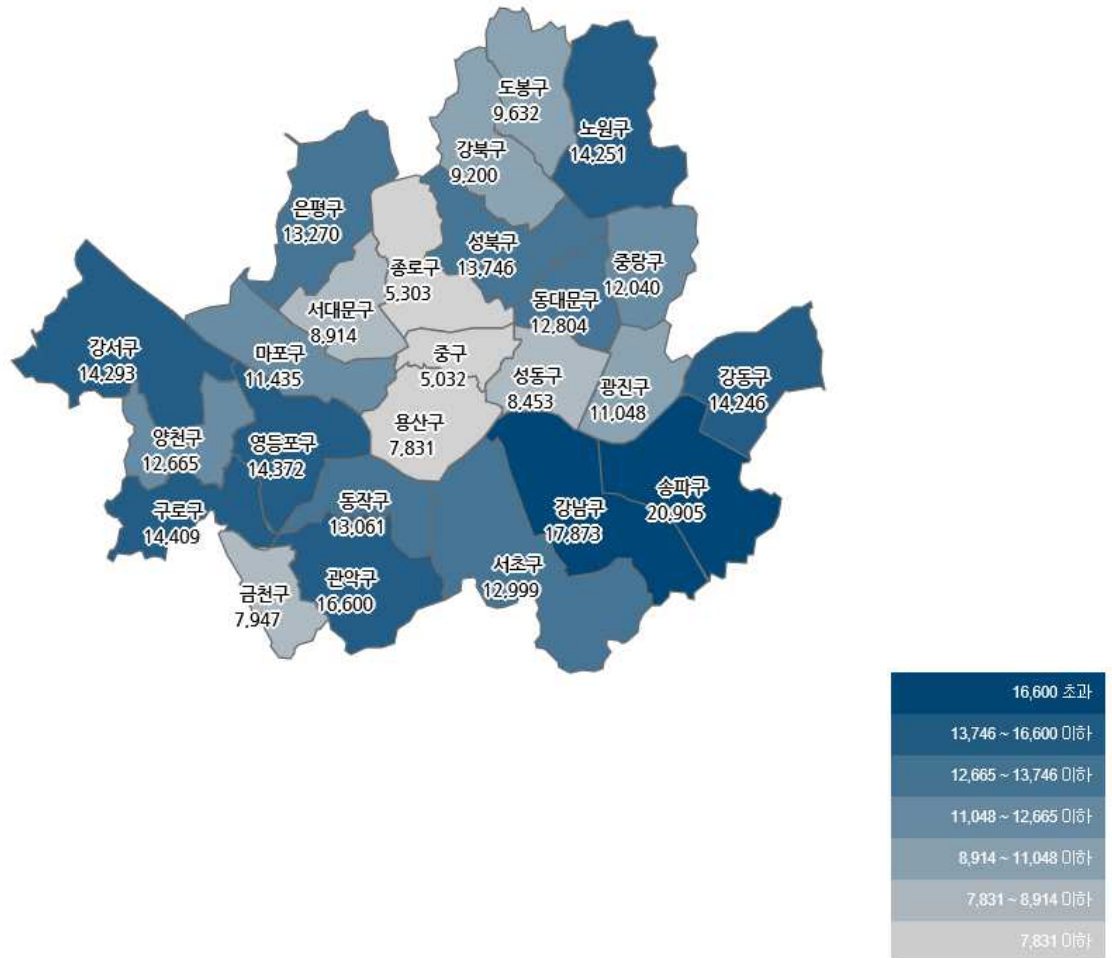 도봉구
9,632
노원구
14,251
강북구
9,200
은평구
13,270
성북구
13,746
중랑구
12,040
종로구
5,303
동대문구
12,804
서대문구
8,914
강서구
14,293
마포구
11,435
중구
5,032
성동구
8,453
광진구
11,048
강동구
14,246
용산구
7,831
양천구
12,665
영등포구
14,372
구로구
14,409
동작구
13,061
강남구
17,873
송파구
20,905
서초구
12,999
관악구
16,600
금천구
7,947
16,600 초과
13,746 ~ 16,600 이하
12,665 ~ 13,746 이하
11,048 ~ 12,665 이하
8,914 ~ 11,048 이하
7,831 ~ 8,914 이하
7,831 이하